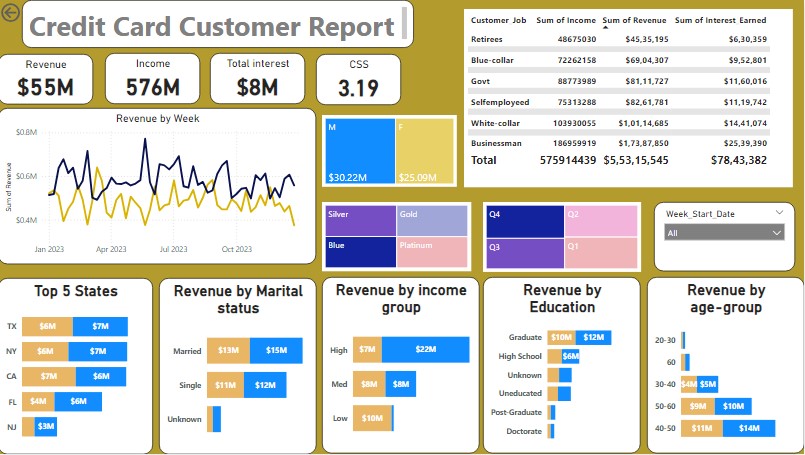 Credit Card Customer Report
Revenue
$55M
Income
576M
Total interest
$8M
CSS
3.19
Customer Job Sum of Income Sum of Revenue Sum of Interest Earned
Retirees 48675030 $45,35,195 $6,30,359
Blue-collar 72262158 $69,04,307 $9,52,801
Govt 88773989 $81,11,727 $11,60,016
Selfemployeed 75313288 $82,61,781 $11,19,742
White-collar 103930055 $1,01,14,685 $14,41,074
Businesman 186959919 $1,73,87,850 $25,39,390
Total 575914439 $5,53,15,545 $78,43,382
Revenue by Week
Sum of Revenue
$0.8M
$0.6M
$0.4M
Jan 2023 Apr 2023 Jul 2023 Oct 2023
M
$30.22M
F
$25.09M
Silver Gold
Blue Platinum
Q4 Q2
Q3 Q1
Week_Start_Date
All
Top 5 States
TX $6M $7M
NY $6M $7M
CA $7M $6M
FL $4M $6M
NJ $3M
Revenue by Marital
status
Married $13M $15M
Single $11M $12M
Unknown
Revenue by income
group
High $7M $22M
Med $8M $8M
Low $10M
Revenue by
Education
Graduate $10M $12M
High School $6M
Unknown
Uneducated
Post-Graduate
Doctorate
Revenue by
age-group
20-30
60
30-40 $4M $5M
50-60 $9M $10M
40-50 $11M $14M